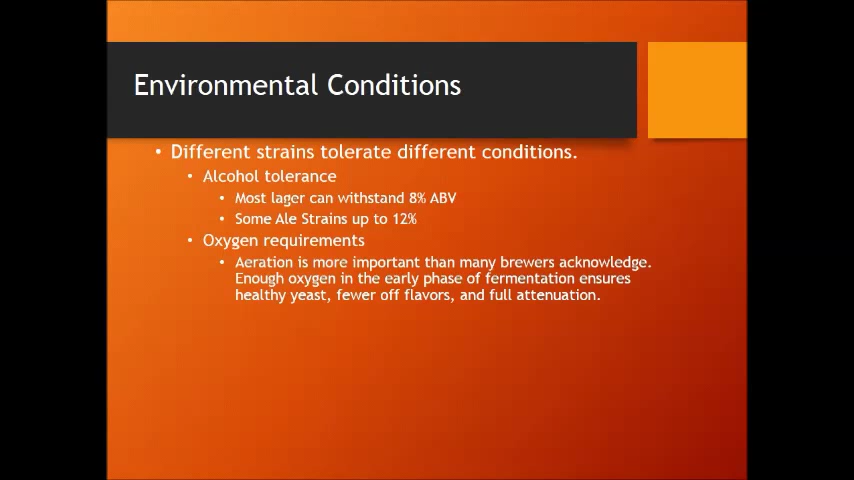 Environmental Conditions
• Different strains tolerate different conditions.
• Alcohol tolerance
• Most lager can withstand 8% ABV
• Some Ale Strains up to 12%
• Oxygen requirements
• Aeration is more important than many brewers acknowledge.
Enough oxygen in the early phase of fermentation ensures
healthy yeast, fewer off flavors, and full attenuation.